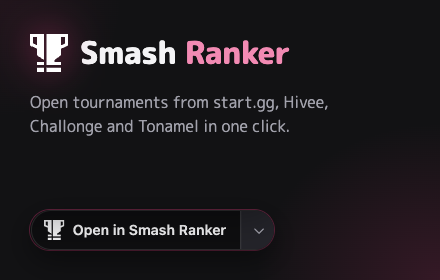 Smash Ranker
Open tournaments from start.gg, Hivee,
Challonge and Tonamel in one click.
Open in Smash Ranker